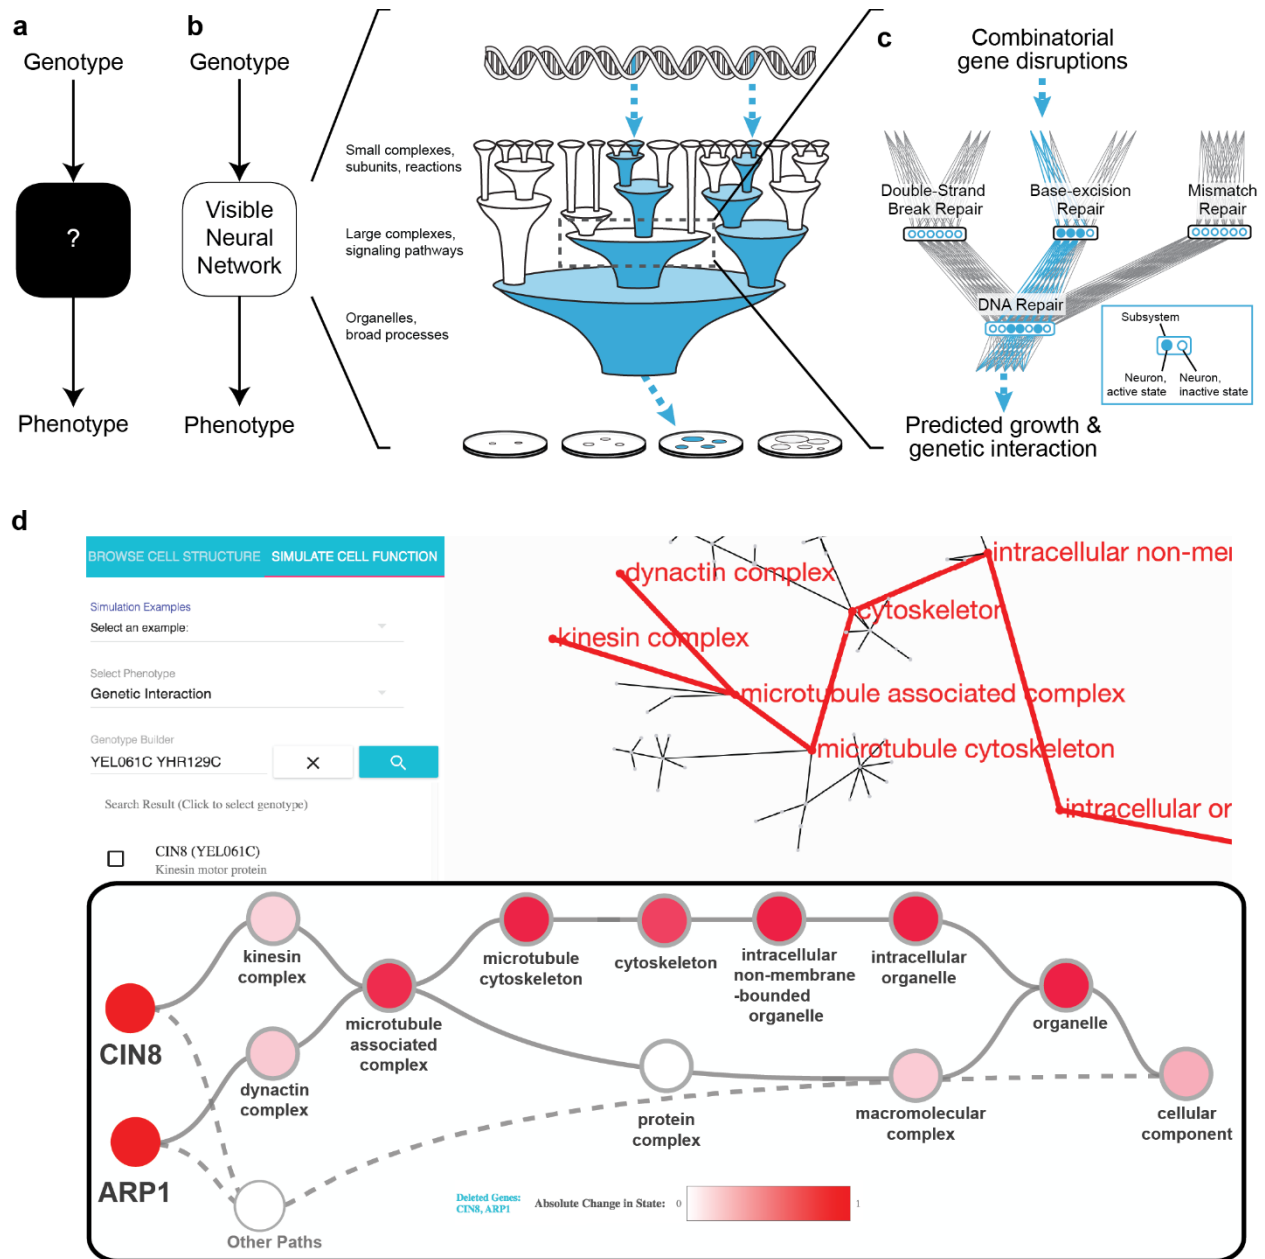 a
Genotype
?
Phenotype
b
Genotype
Visible
Neural
Network
Phenotype
Small complexes,
subunits, reactions
Large complexes,
signaling pathways
Organelles,
broad processes
c
Combinatorial
gene disruptions
Double-Strand
Break Repair
Base-excision
Repair
Mismatch
Repair
DNA Repair
Subsystem
Neuron,
active state
Neuron,
inactive state
Predicted growth &
genetic interaction
d
BROWSE CELL STRUCTURE
SIMULATE CELL FUNCTION
Simulation Examples
Select an example:
Select Phenotype
Genetic Interaction
Genotype Builder
YEL061C YHR129C
Search Result (Click to select genotype)
CIN8 (YEL061C)
Kinesin motor protein
intracellular non-mer
dynactin complex
cytoskeleton
kinesin complex
microtubule associated complex
microtubule cytoskeleton
intracellular or
kinesin
complex
microtubule
cytoskeleton
cytoskeleton
intracellular
non-membrane
-bounded
organelle
intracellular
organelle
CIN8
microtubule
associated
complex
organelle
dynactin
complex
protein
complex
macromolecular
complex
cellular
component
ARP1
Other Paths
Deleted Genes:
CIN8, ARP1
Absolute Change in State:
0
1